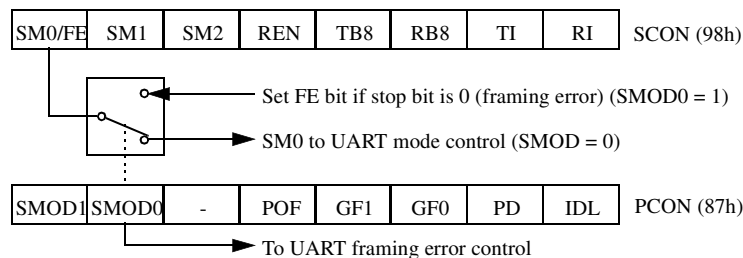 SM0/FE SM1 SM2 REN TB8 RB8 TI RI SCON (98h)
Set FE bit if stop bit is 0 (framing error) (SMOD0 = 1)
SM0 to UART mode control (SMOD = 0)
SMOD1 SMOD0 - POF GF1 GF0 PD IDL PCON (87h)
To UART framing error control